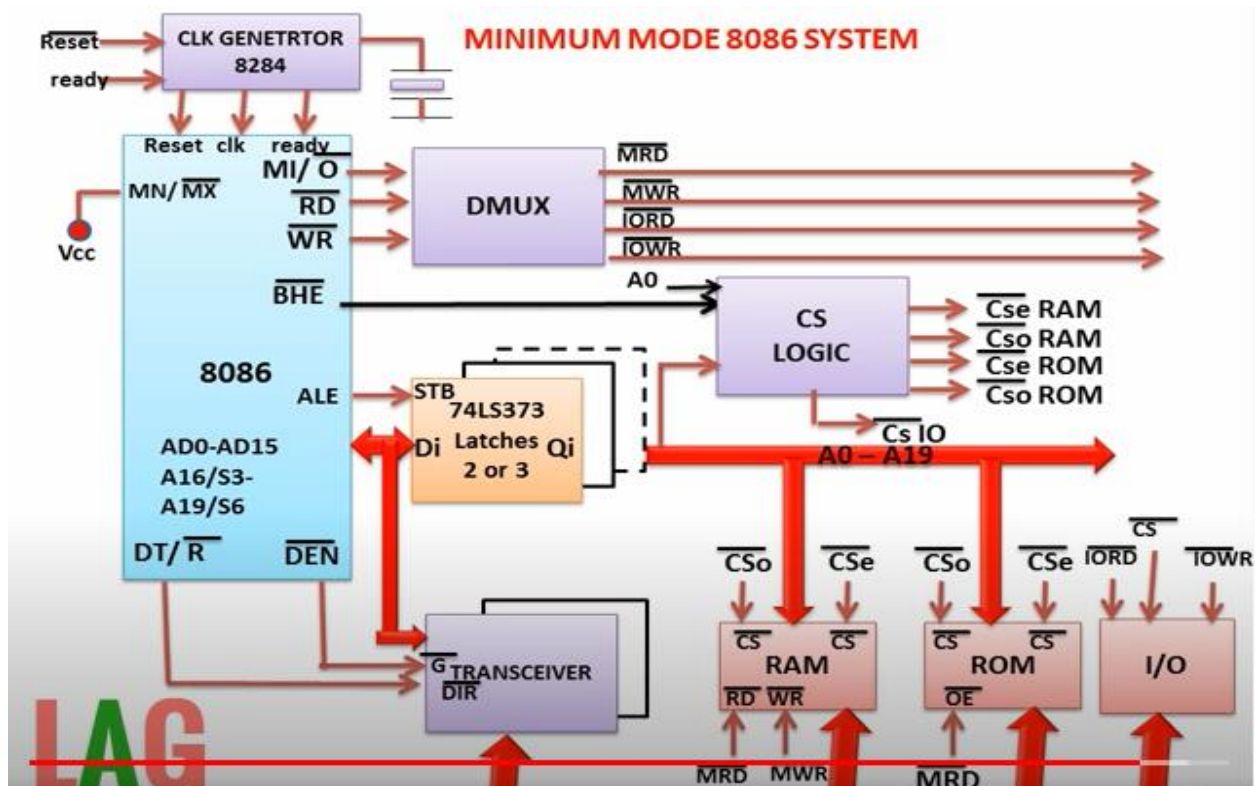 MINIMUM MODE 8086 SYSTEM
Reset
ready
CLK GENETRTOR
8284
Reset clk ready
MN/ MX
Vcc
MI/ O
RD
WR
BHE
8086
ALE
AD0-AD15
A16/S3-
A19/S6
DT/ R
DEN
DMUX
MRD
MWR
IORD
IOWR
A0
CS
LOGIC
Cse RAM
Cso RAM
Cse ROM
Cso ROM
Cs IO
A0 – A19
STB
74LS373
Di Latches Qi
2 or 3
G TRANSCEIVER
DIR
CSo CSe
CS CS
RAM
RD WR
MRD MWR
CSo CSe
CS CS
ROM
OE
MRD
CS
IORD IOWR
I/O
LAG